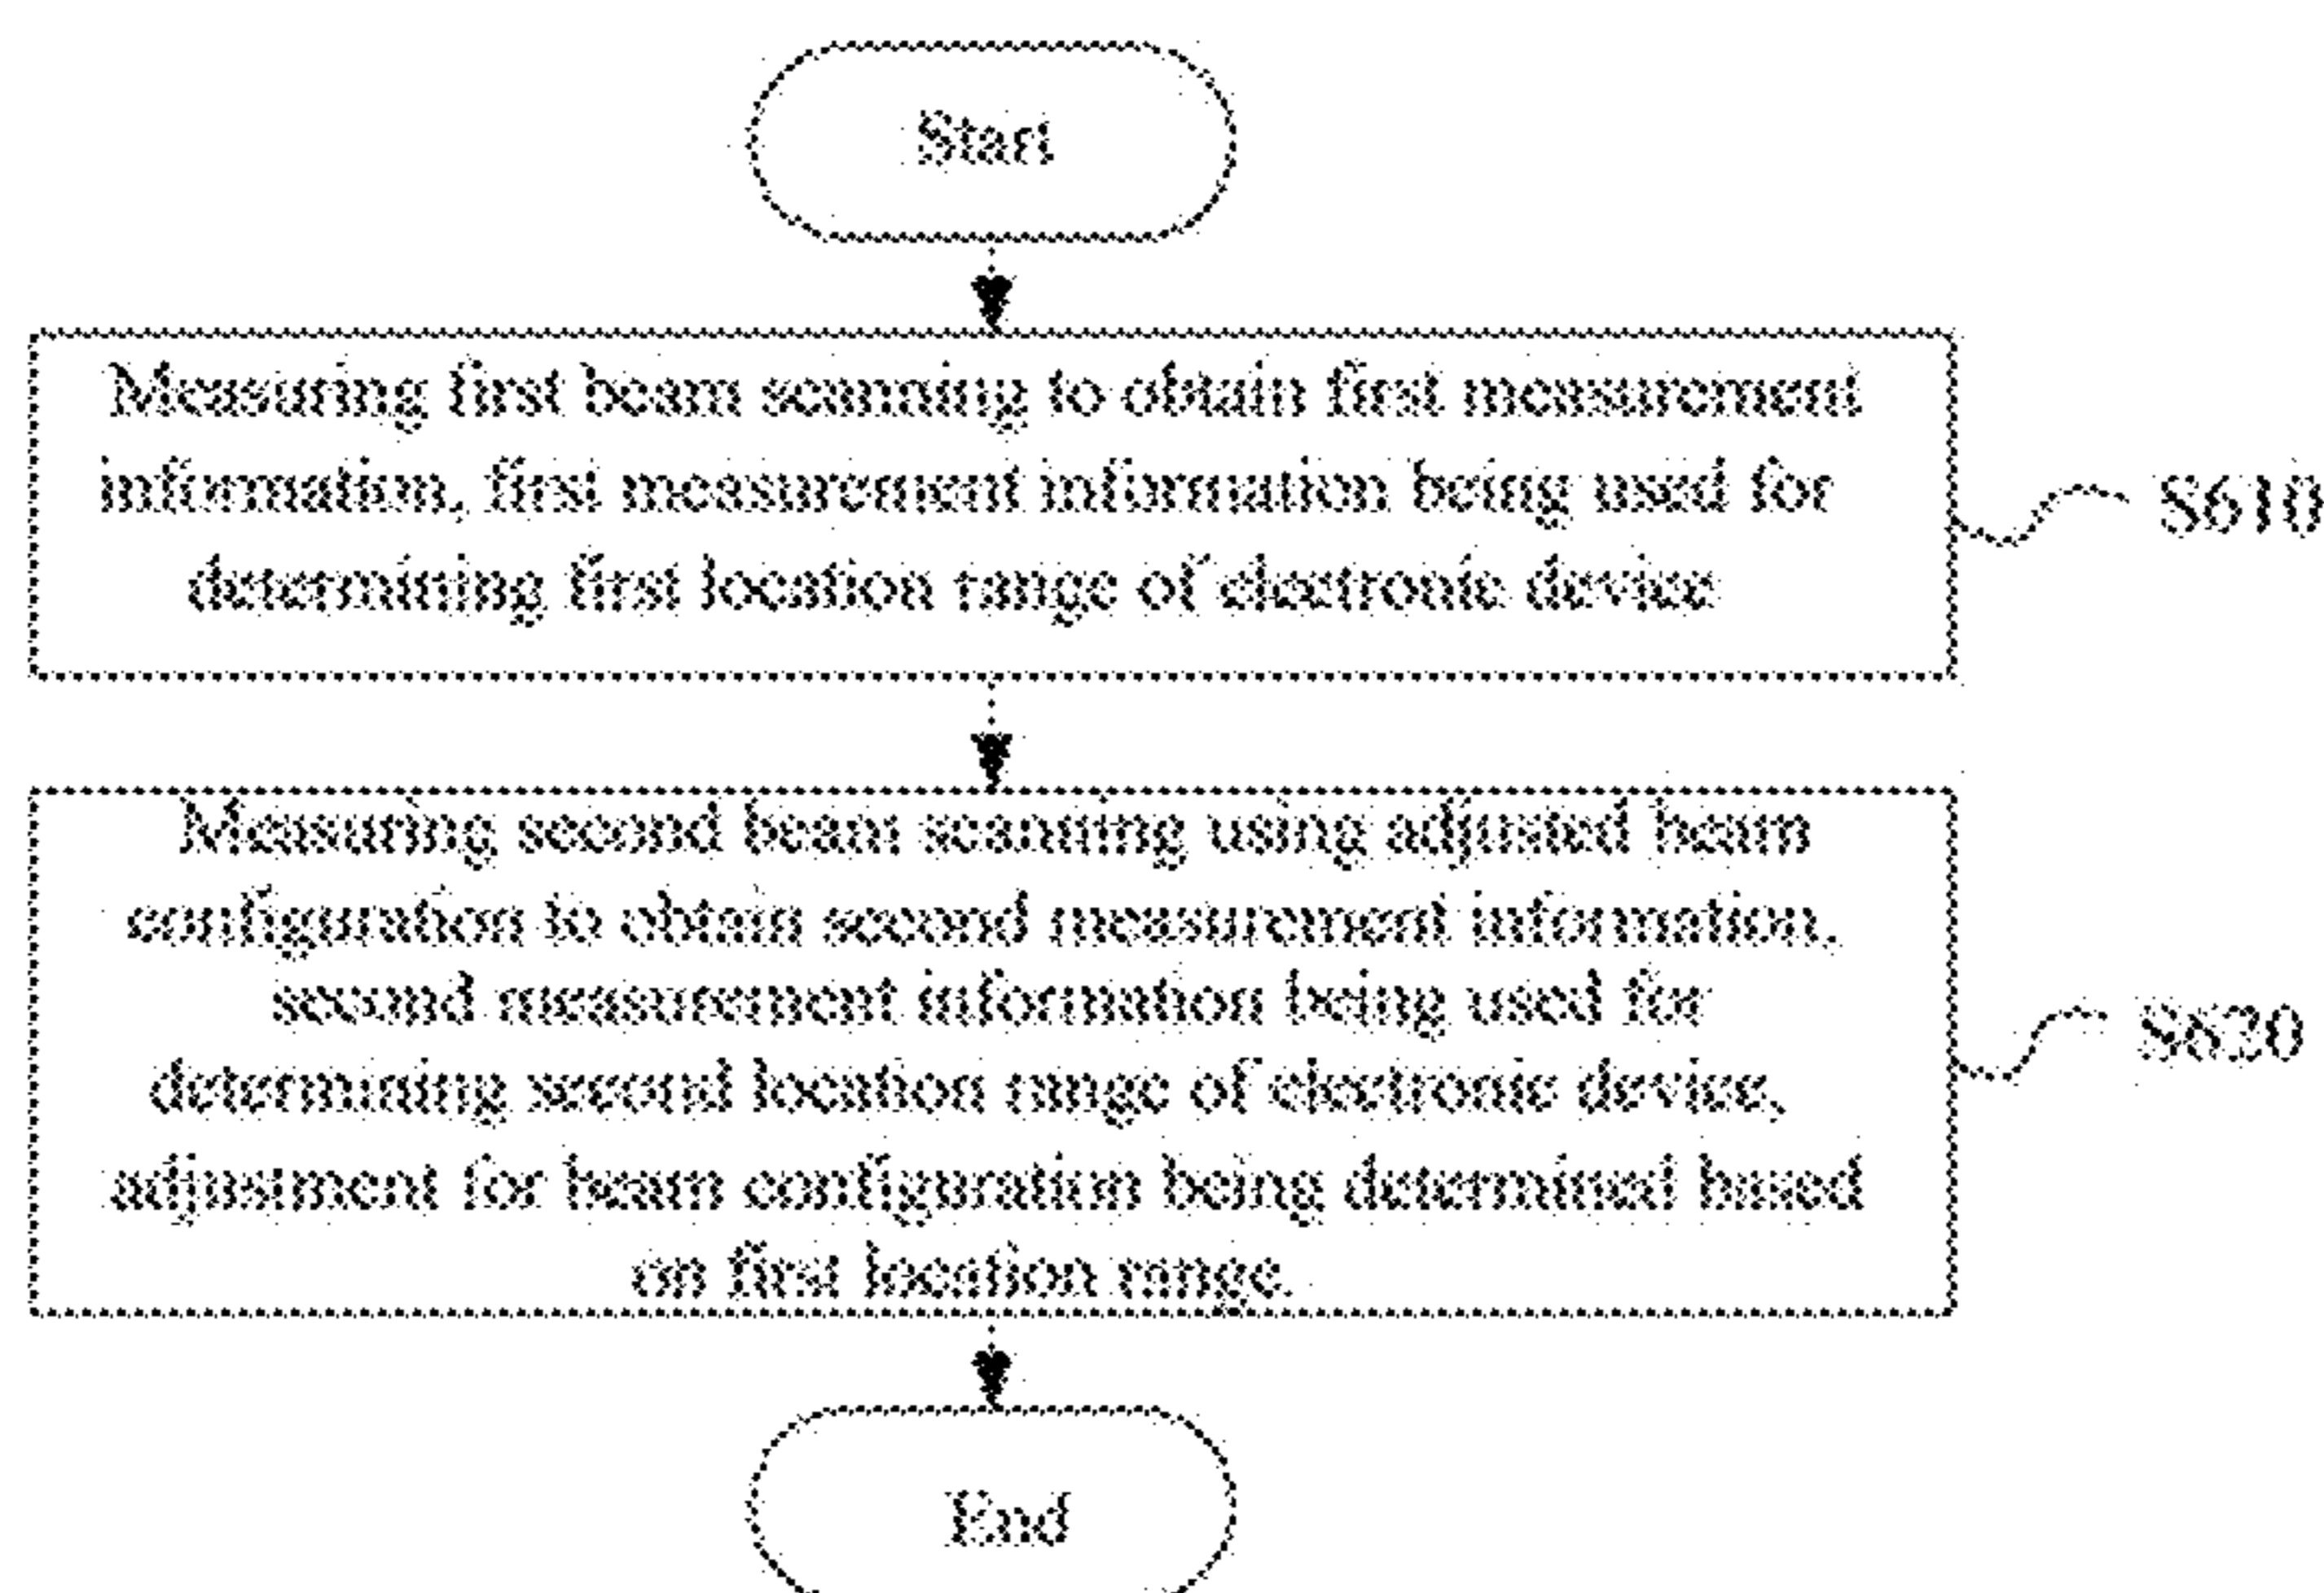 Start
Measuring first beam scanning to obtain first measurement
information, first measurement information being used for
determining first location range of electronic device
S610
Measuring second beam scanning using adjusted beam
configuration to obtain second measurement information,
second measurement information being used for
determining second location range of electronic device,
adjustment for beam configuration being determined based
on first location range.
S620
End